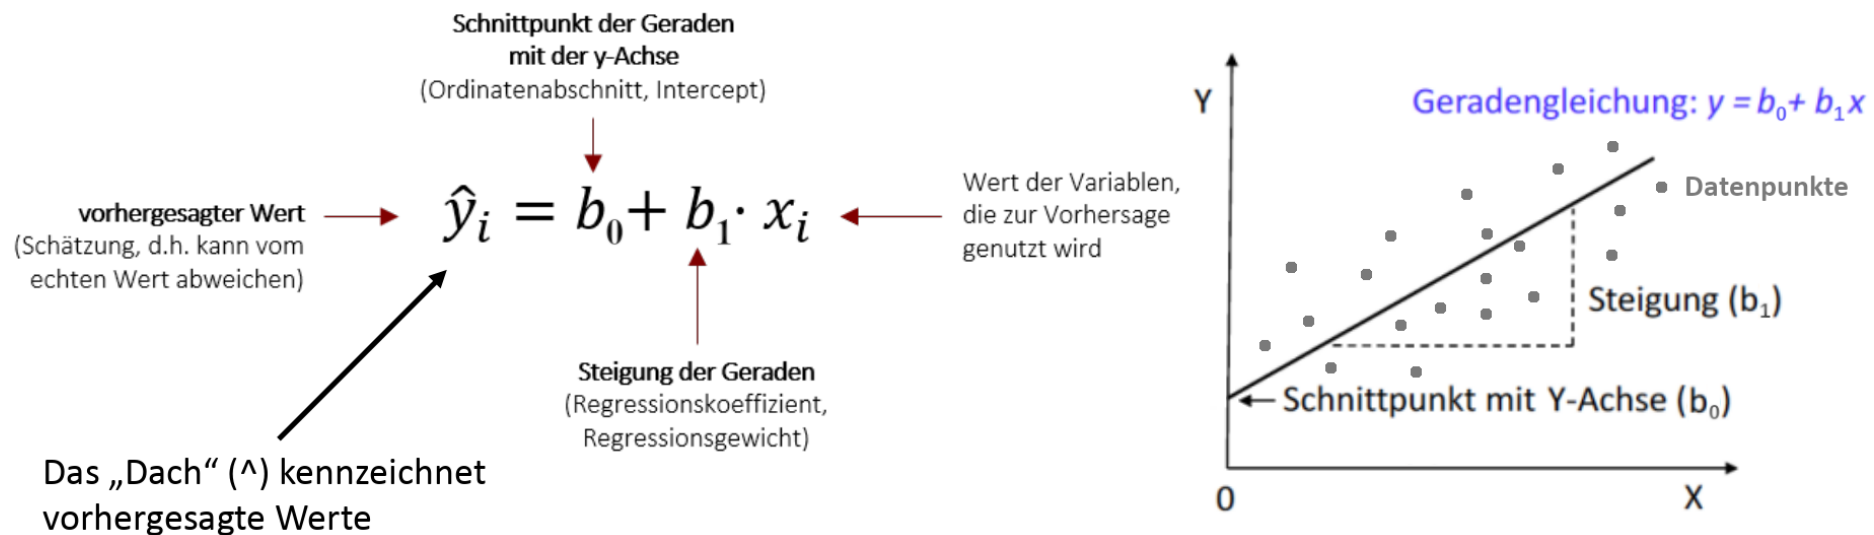 Schnittpunkt der Geraden
mit der y-Achse
(Ordinatenabschnitt, Intercept)
vorhergesagter Wert
(Schätzung, d.h. kann vom
echten Wert abweichen)
ŷᵢ = b₀+ b₁· xᵢ
Wert der Variablen,
die zur Vorhersage
genutzt wird
Steigung der Geraden
(Regressionskoeffizient,
Regressionsgewicht)
Das „Dach“ (^) kennzeichnet
vorhergesagte Werte
Y
Geradengleichung: y = b₀+ b₁x
Datenpunkte
Steigung (b₁)
Schnittpunkt mit Y-Achse (b₀)
0
X